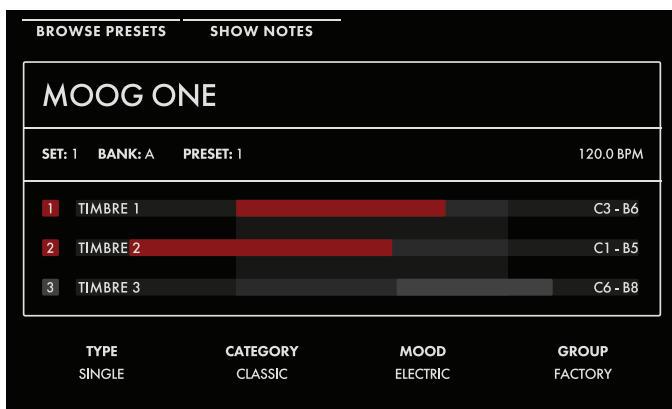 BROWSE PRESETS SHOW NOTES
MOOG ONE
SET: 1 BANK: A PRESET: 1 120.0 BPM
1 TIMBRE 1 C3 - B6
2 TIMBRE 2 C1 - B5
3 TIMBRE 3 C6 - B8
TYPE CATEGORY MOOD GROUP
SINGLE CLASSIC ELECTRIC FACTORY